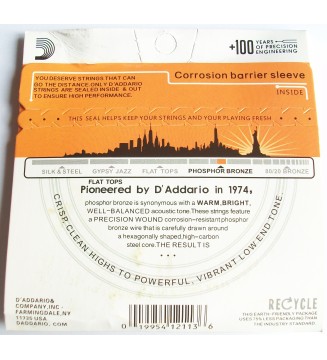 +100 YEARS
OF PRECISION
ENGINEERING
YOU DESERVE STRINGS THAT CAN
GO THE DISTANCE ONLY D'ADDARIO
STRINGS ARE SEALED INSIDE & OUT
TO ENSURE HIGH PERFORMANCE.
Corrosion barrier sleeve
INSIDE
THIS SEAL HELPS KEEP YOUR STRINGS AND YOUR PLAYING FRESH
SILK & STEEL GYPSY JAZZ FLAT TOPS PHOSPHOR BRONZE 80/20 BRONZE
FLAT TOPS
Pioneered by D'Addario in 1974,
phosphor bronze is synonymous with a WARM, BRIGHT,
WELL-BALANCED acoustic tone. These strings feature
a PRECISION WOUND corrosion-resistant phosphor
bronze wire that is carefully drawn around
a hexagonally shaped, high-carbon
steel core. THE RESULT IS
CRISP, CLEAN HIGHS TO POWERFUL, VIBRANT LOW END TONE.
D'ADDARIO &
COMPANY, INC.
FARMINGDALE, NY
11735 USA
DADDARIO.COM
0 19954 12113 6
RECYCLE
THIS EARTH-FRIENDLY PACKAGE
USES 75% LESS PACKAGING THAN
THE INDUSTRY STANDARD